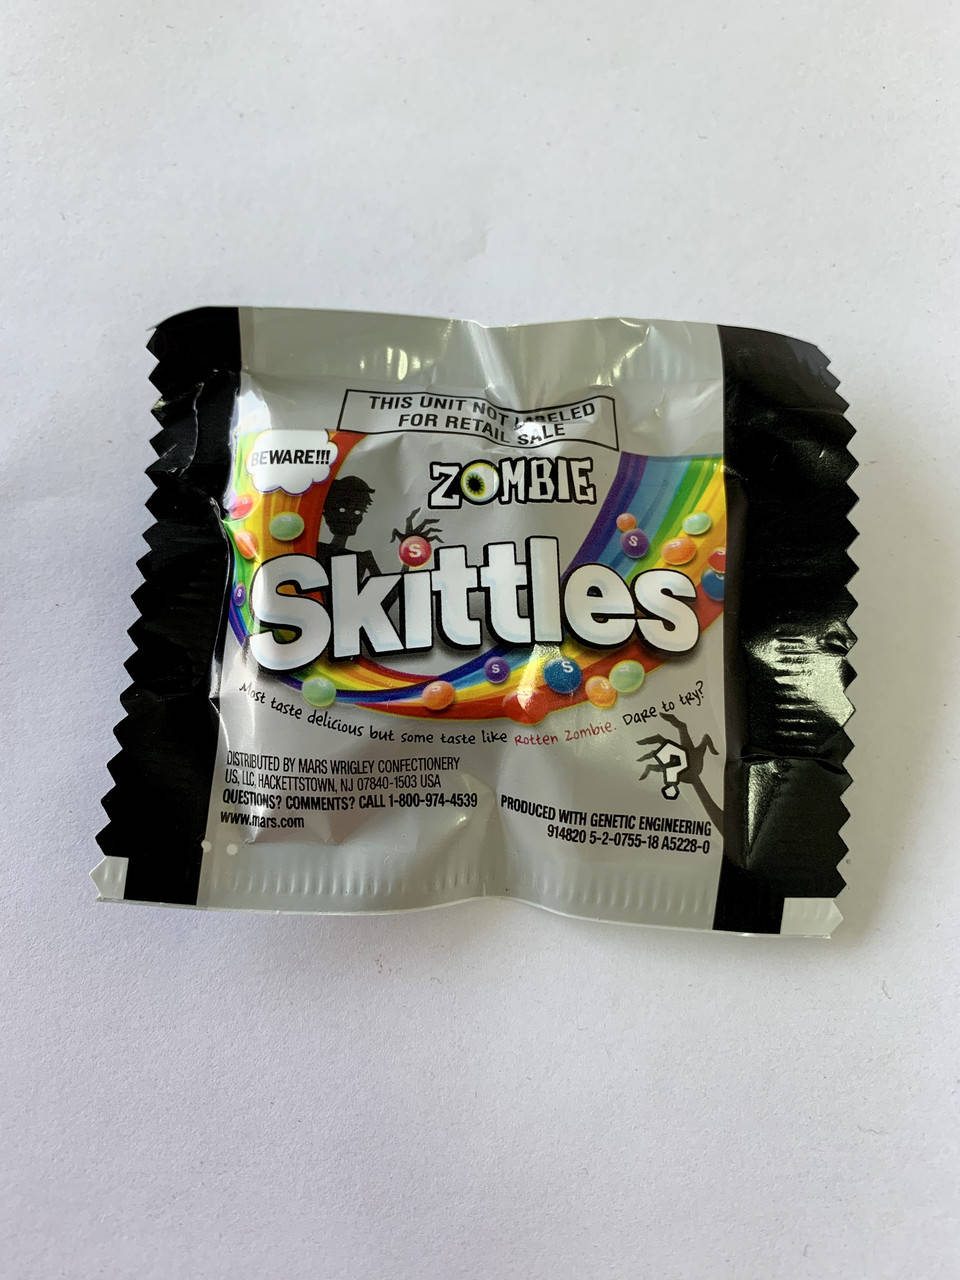 THIS UNIT NOT LABELED
FOR RETAIL SALE
BEWARE!!!
ZOMBIE
Skittles
Most taste delicious but some taste like Rotten Zombie. Dare to try?
DISTRIBUTED BY MARS WRIGLEY CONFECTIONERY
US, LLC, HACKETTSTOWN, NJ 07840-1503 USA
QUESTIONS? COMMENTS? CALL 1-800-974-4539
www.mars.com
?
PRODUCED WITH GENETIC ENGINEERING
914820 5-2-0755-18 A5228-0
S
S
S
S
S
S